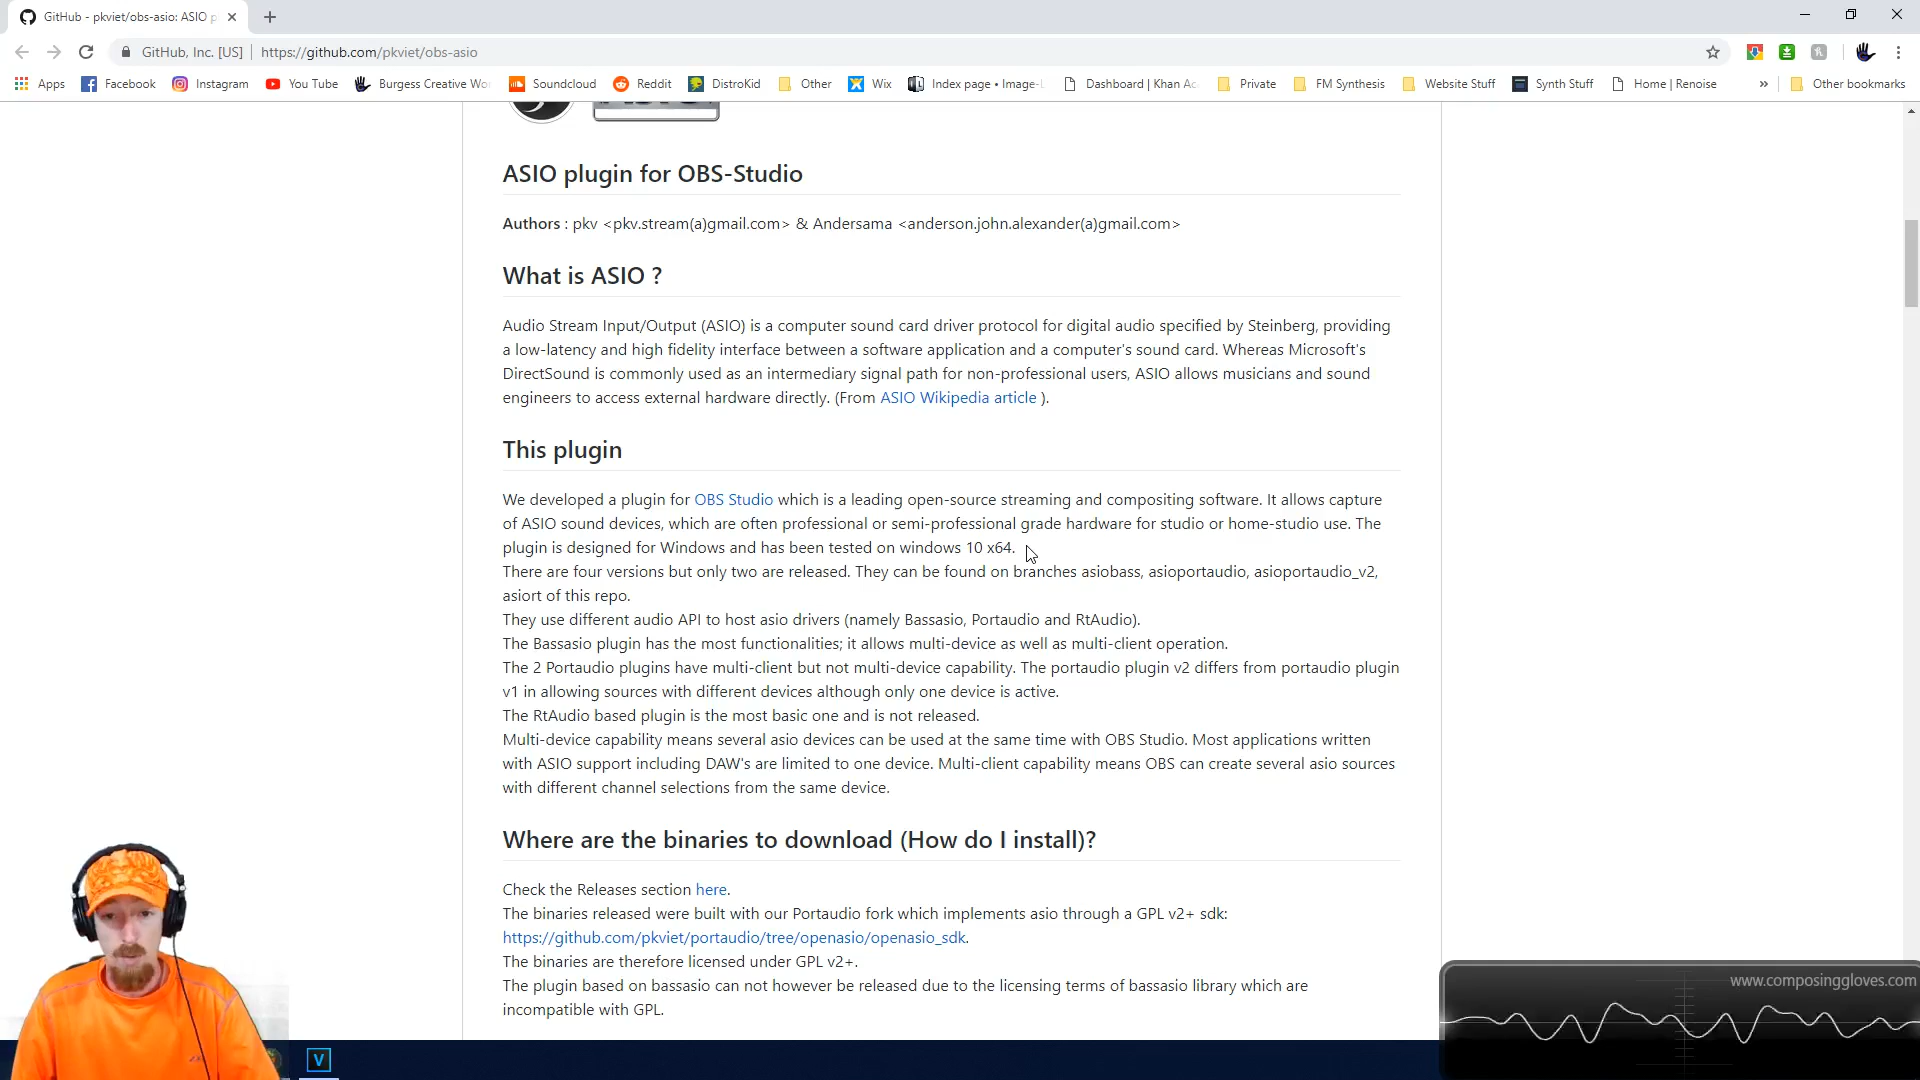 GitHub - pkviet/obs-asio: ASIO p
GitHub, Inc. [US] | https://github.com/pkviet/obs-asio
Apps Facebook Instagram You Tube Burgess Creative Wo Soundcloud Reddit DistroKid Other Wix Index page • Image-L Dashboard | Khan Ac Private FM Synthesis Website Stuff Synth Stuff Home | Renoise » Other bookmarks
ASIO plugin for OBS-Studio
Authors : pkv <pkv.stream(a)gmail.com> & Andersama <anderson.john.alexander(a)gmail.com>
What is ASIO ?
Audio Stream Input/Output (ASIO) is a computer sound card driver protocol for digital audio specified by Steinberg, providing
a low-latency and high fidelity interface between a software application and a computer's sound card. Whereas Microsoft's
DirectSound is commonly used as an intermediary signal path for non-professional users, ASIO allows musicians and sound
engineers to access external hardware directly. (From ASIO Wikipedia article ).
This plugin
We developed a plugin for OBS Studio which is a leading open-source streaming and compositing software. It allows capture
of ASIO sound devices, which are often professional or semi-professional grade hardware for studio or home-studio use. The
plugin is designed for Windows and has been tested on windows 10 x64.
There are four versions but only two are released. They can be found on branches asiobass, asioportaudio, asioportaudio_v2,
asiort of this repo.
They use different audio API to host asio drivers (namely Bassasio, Portaudio and RtAudio).
The Bassasio plugin has the most functionalities; it allows multi-device as well as multi-client operation.
The 2 Portaudio plugins have multi-client but not multi-device capability. The portaudio plugin v2 differs from portaudio plugin
v1 in allowing sources with different devices although only one device is active.
The RtAudio based plugin is the most basic one and is not released.
Multi-device capability means several asio devices can be used at the same time with OBS Studio. Most applications written
with ASIO support including DAW's are limited to one device. Multi-client capability means OBS can create several asio sources
with different channel selections from the same device.
Where are the binaries to download (How do I install)?
Check the Releases section here.
The binaries released were built with our Portaudio fork which implements asio through a GPL v2+ sdk:
https://github.com/pkviet/portaudio/tree/openasio/openasio_sdk.
The binaries are therefore licensed under GPL v2+.
The plugin based on bassasio can not however be released due to the licensing terms of bassasio library which are
incompatible with GPL.
www.composinggloves.com
V